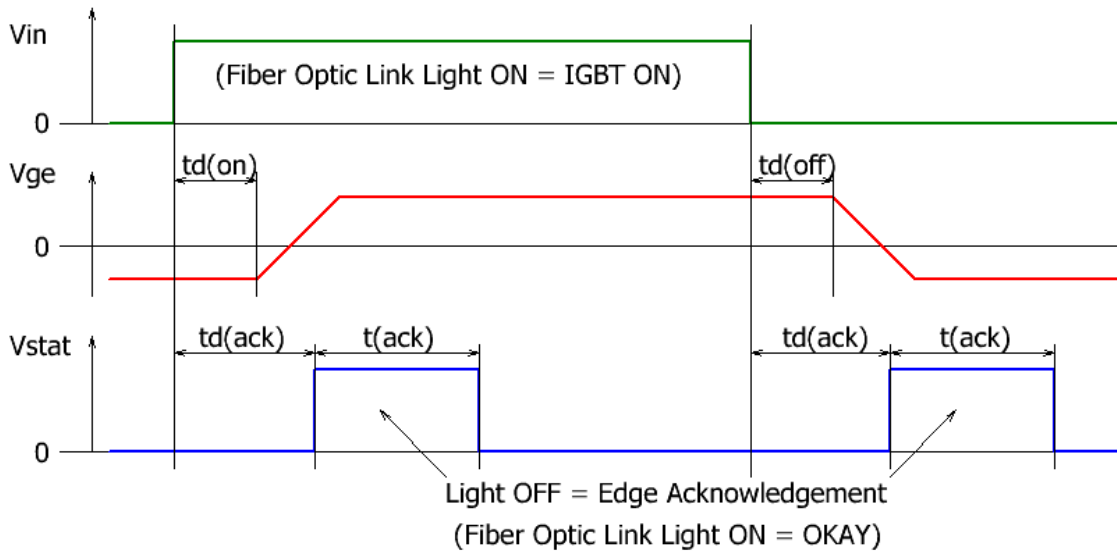 Vin
(Fiber Optic Link Light ON = IGBT ON)
0
td(on)
td(off)
Vge
0
td(ack)
t(ack)
td(ack)
t(ack)
Vstat
0
Light OFF = Edge Acknowledgement
(Fiber Optic Link Light ON = OKAY)